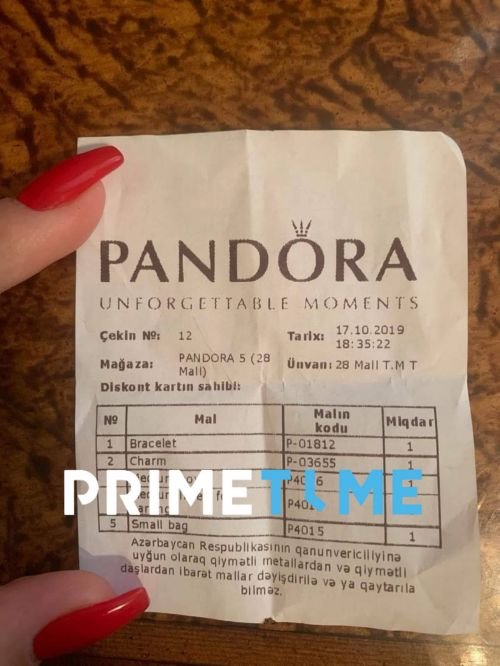 PANDORA
UNFORGETTABLE MOMENTS
Çekin №: 12 Tarix: 17.10.2019
18:35:22
Mağaza: PANDORA 5 (28 Mall) Ünvan: 28 Mall T.M T
Diskont kartın sahibi:
№ Mal Malın kodu Miqdar
1 Bracelet P-01812 1
2 Charm P-03655 1
PRIMETIME
5 Small bag P4015 1
Azərbaycan Respublikasının qanunvericiliyinə
uyğun olaraq qiymətli metallardan və qiymətli
daşlardan ibarət mallar dəyişdirilə və ya qaytarıla
bilməz.